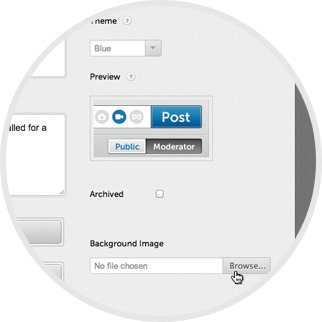 Theme ?
Blue
Preview ?
Post
Public Moderator
alled for a
Archived
Background Image
No file chosen Browse...